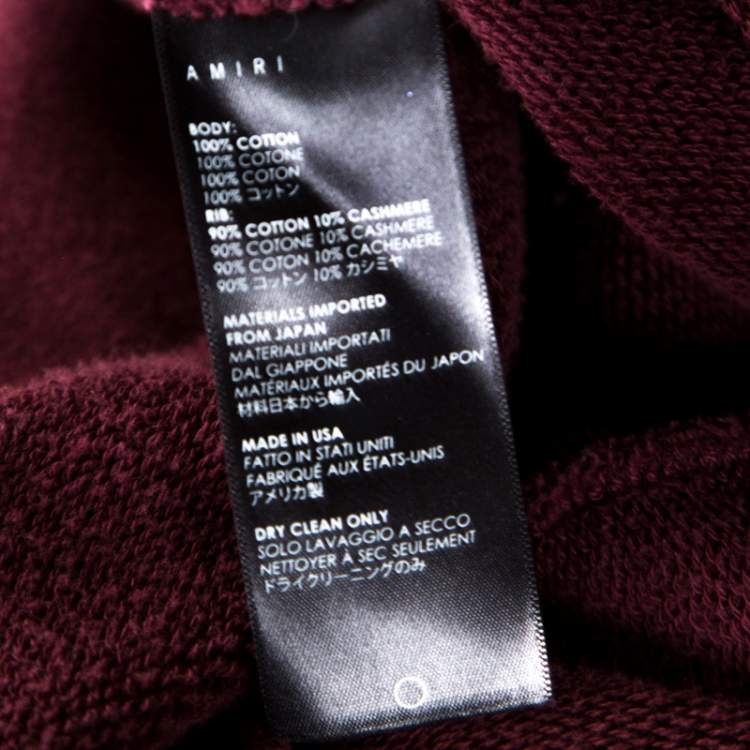 AMIRI
BODY:
100% COTTON
100% COTONE
100% COTON
100% コットン
RIB:
90% COTTON 10% CASHMERE
90% COTONE 10% CASHMERE
90% COTON 10% CACHEMERE
90% コットン 10% カシミヤ
MATERIALS IMPORTED
FROM JAPAN
MATERIALI IMPORTATI
DAL GIAPPONE
MATÉRIAUX IMPORTÉS DU JAPON
材料日本から輸入
MADE IN USA
FATTO IN STATI UNITI
FABRIQUÉ AUX ÉTATS-UNIS
アメリカ製
DRY CLEAN ONLY
SOLO LAVAGGIO A SECCO
NETTOYER À SEC SEULEMENT
ドライクリーニングのみ